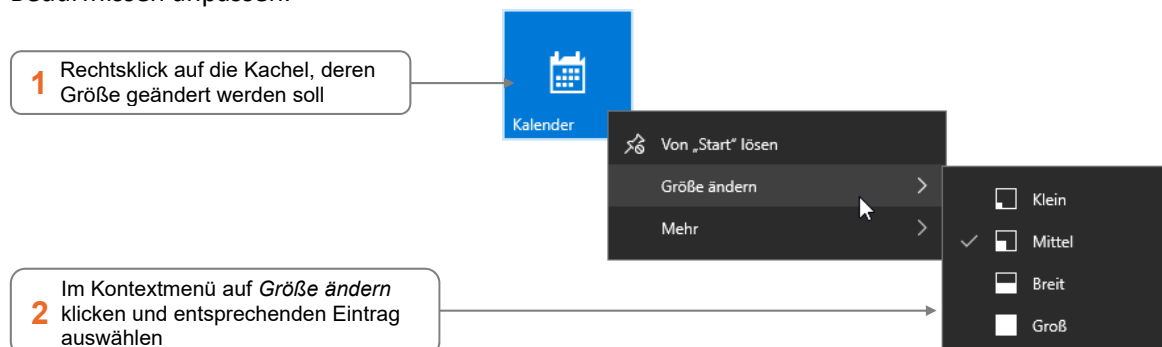 Bedürfnissen anpassen.
1 Rechtsklick auf die Kachel, deren
Größe geändert werden soll
Kalender
Von „Start“ lösen
Größe ändern
Mehr
Klein
Mittel
Breit
Groß
2 Im Kontextmenü auf Größe ändern
klicken und entsprechenden Eintrag
auswählen